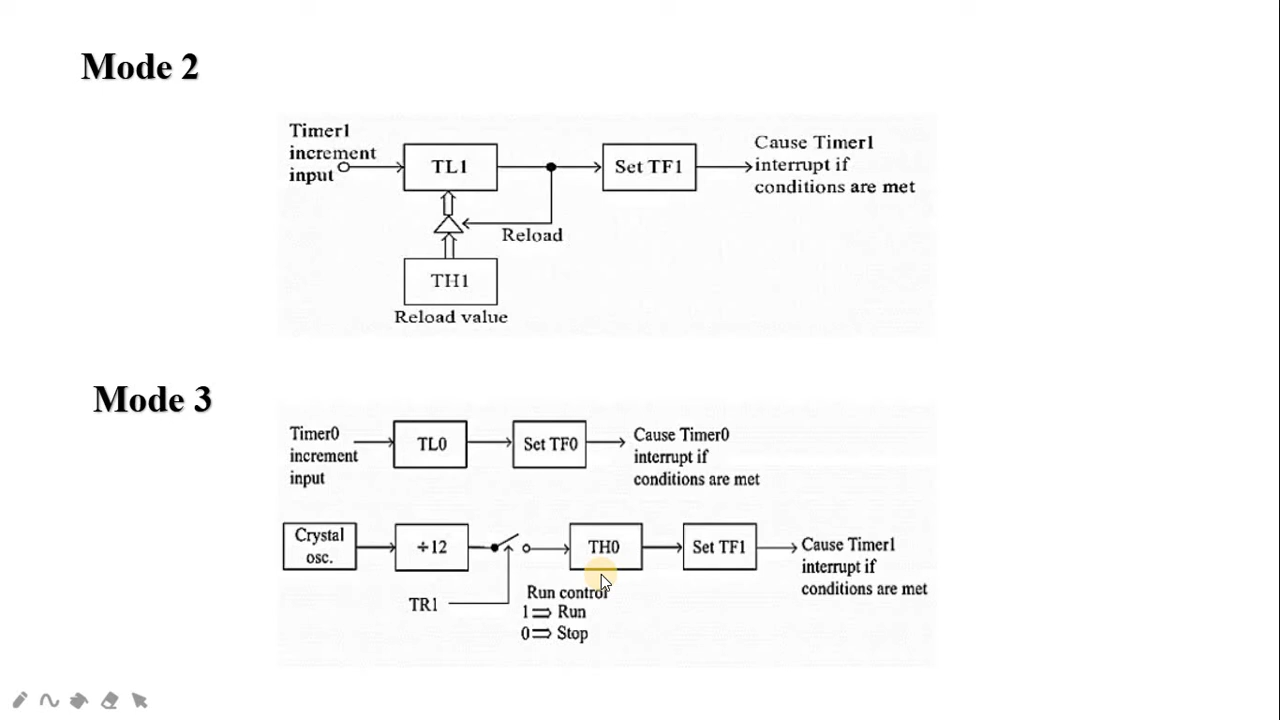 Mode 2
Timer1
increment
input
TL1
Set TF1
Cause Timer1
interrupt if
conditions are met
Reload
TH1
Reload value
Mode 3
Timer0
increment
input
TL0
Set TF0
Cause Timer0
interrupt if
conditions are met
Crystal
osc.
÷12
TH0
Set TF1
Cause Timer1
interrupt if
conditions are met
TR1
Run control
1⇒ Run
0⇒ Stop